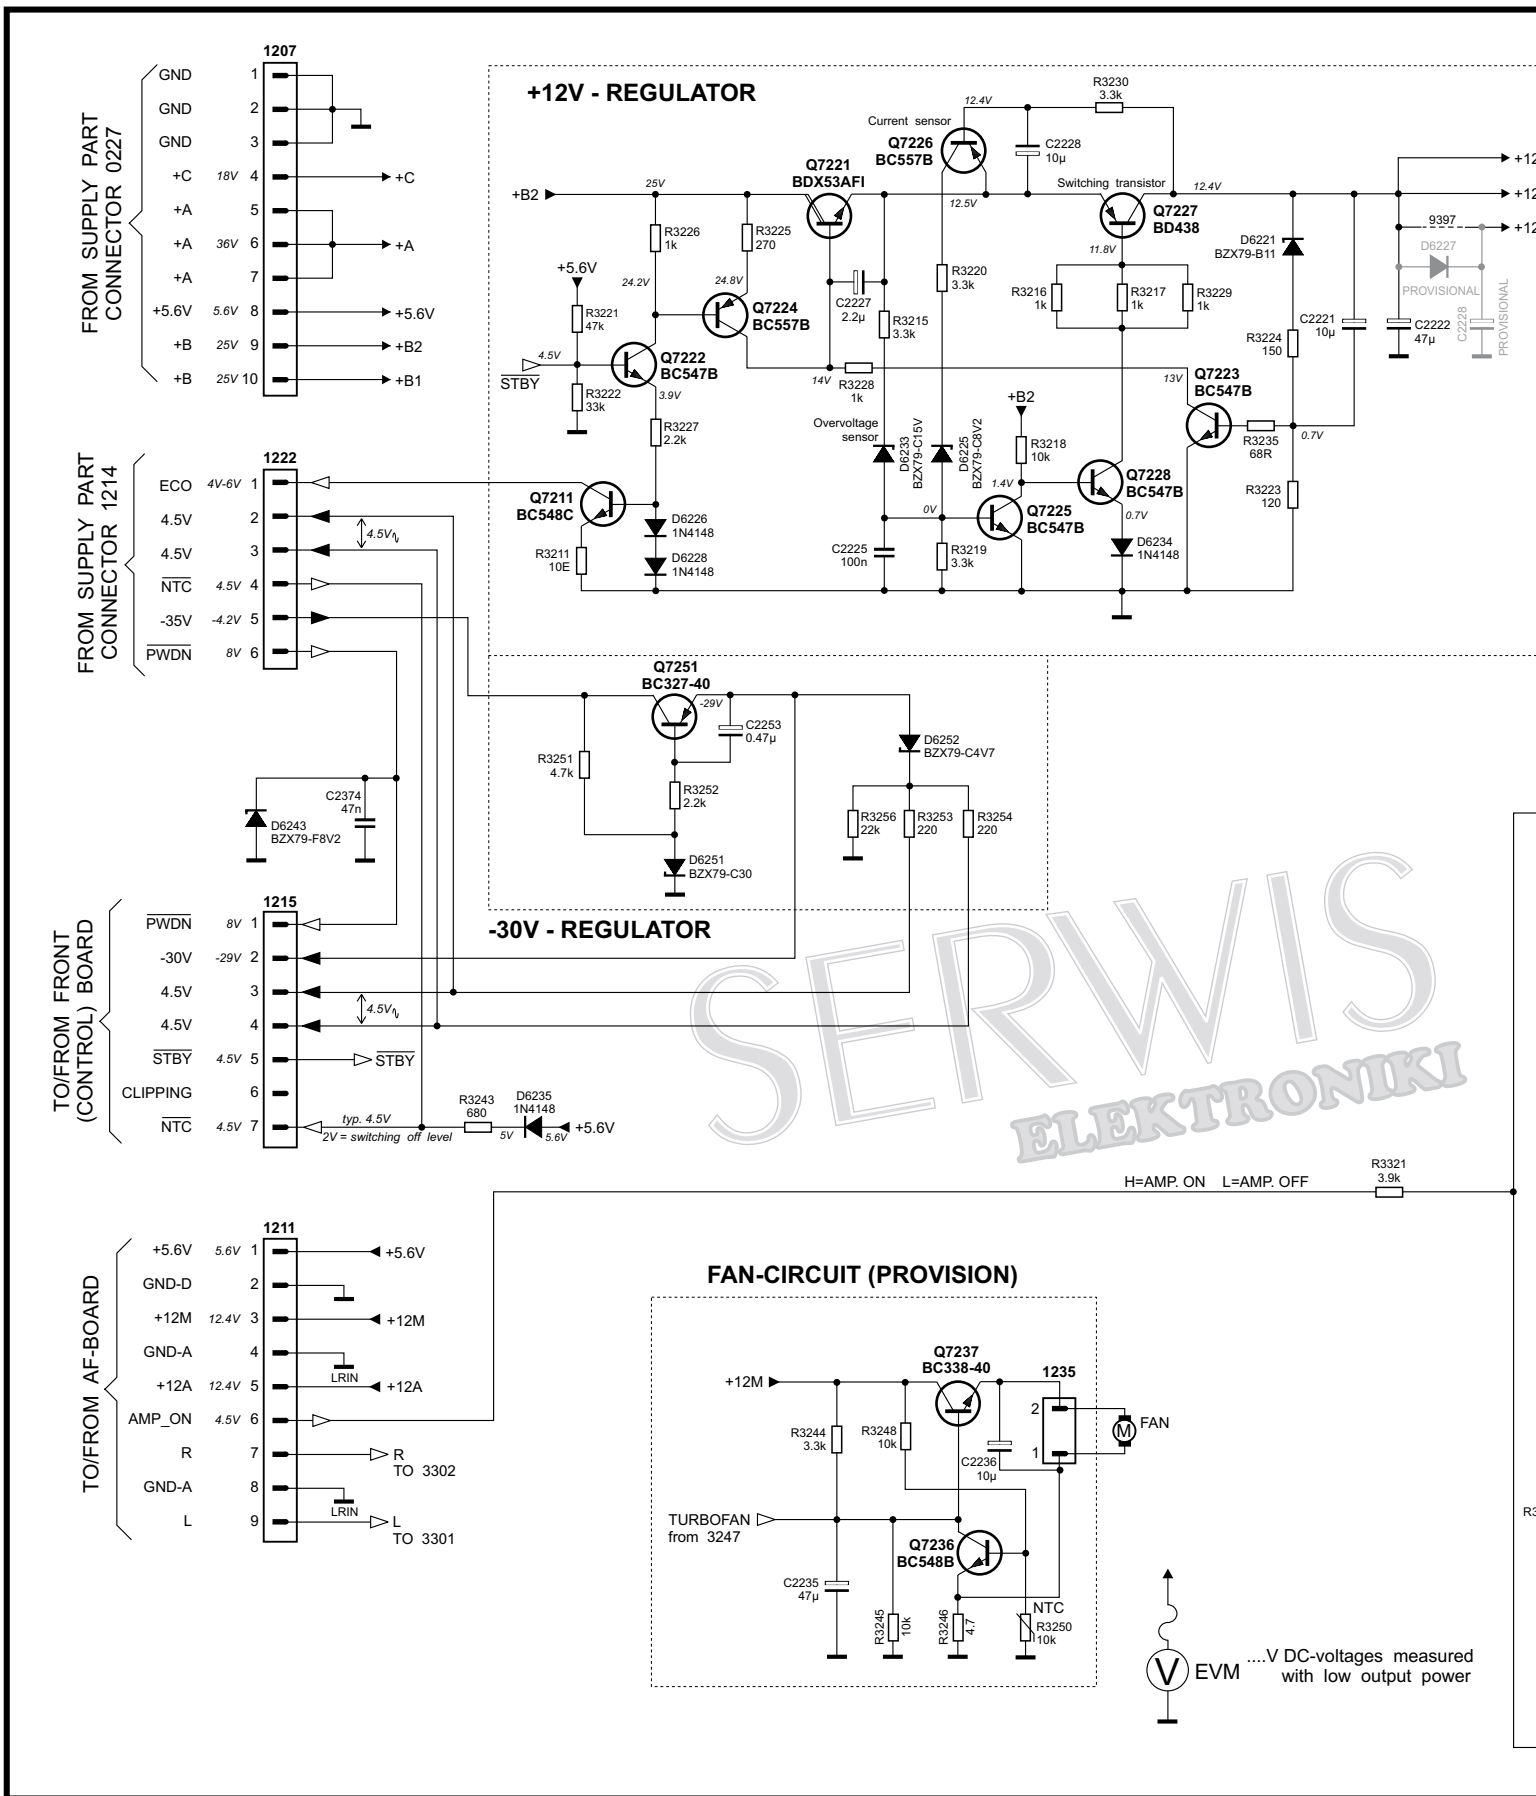 1207
FROM SUPPLY PART
CONNECTOR 0227
GND 1
GND 2
GND 3
+C 18V 4 +C
+A 5
+A 36V 6 +A
+A 7
+5.6V 5.6V 8 +5.6V
+B 25V 9 +B2
+B 25V 10 +B1
1222
FROM SUPPLY PART
CONNECTOR 1214
ECO 4V-6V 1
4.5V 2
4.5V 3
4.5V
NTC 4.5V 4
-35V -4.2V 5
PWDN 8V 6
+12V - REGULATOR
+B2
25V
R3226
1k
R3225
270
24.2V
24.8V
+5.6V
R3221
47k
4.5V
STBY
R3222
33k
Q7222
BC547B
3.9V
R3227
2.2k
Q7224
BC557B
Q7211
BC548C
R3211
10E
D6226
1N4148
D6228
1N4148
Q7221
BDX53AFI
C2227
2.2µ
14V
R3228
1k
Current sensor
Q7226
BC557B
12.4V
12.5V
C2228
10µ
R3230
3.3k
Switching transistor
Q7227
BD438
12.4V
11.8V
R3220
3.3k
R3215
3.3k
R3216
1k
R3217
1k
R3229
1k
Overvoltage
sensor
D6233
BZX79-C15V
D6225
BZX79-C8V2
+B2
R3218
10k
1.4V
0V
Q7225
BC547B
C2225
100n
R3219
3.3k
Q7228
BC547B
0.7V
D6234
1N4148
13V
Q7223
BC547B
R3235
68R
0.7V
D6221
BZX79-B11
R3224
150
R3223
120
C2221
10µ
C2222
47µ
9397
D6227
PROVISIONAL
C2228
PROVISIONAL
+12
+12
+12
Q7251
BC327-40
-29V
C2253
0.47µ
R3251
4.7k
R3252
2.2k
D6251
BZX79-C30
D6252
BZX79-C4V7
R3256
22k
R3253
220
R3254
220
-30V - REGULATOR
C2374
47n
D6243
BZX79-F8V2
1215
TO/FROM FRONT
(CONTROL) BOARD
PWDN 8V 1
-30V -29V 2
4.5V 3
4.5V
4.5V 4
STBY 4.5V 5 STBY
CLIPPING 6
NTC 4.5V 7
typ. 4.5V
2V = switching off level
R3243
680
5V
D6235
1N4148
5.6V
+5.6V
SERWIS
ELEKTRONIKI
H=AMP. ON L=AMP. OFF
R3321
3.9k
1211
TO/FROM AF-BOARD
+5.6V 5.6V 1 +5.6V
GND-D 2
+12M 12.4V 3 +12M
GND-A 4
LRIN
+12A 12.4V 5 +12A
AMP_ON 4.5V 6
R 7 R
TO 3302
GND-A 8
LRIN
L 9 L
TO 3301
FAN-CIRCUIT (PROVISION)
+12M
Q7237
BC338-40
1235
2
1
M
FAN
R3244
3.3k
R3248
10k
C2236
10µ
TURBOFAN
from 3247
Q7236
BC548B
C2235
47µ
R3245
10k
R3246
4.7
NTC
R3250
10k
V EVM
....V DC-voltages measured
with low output power
R3